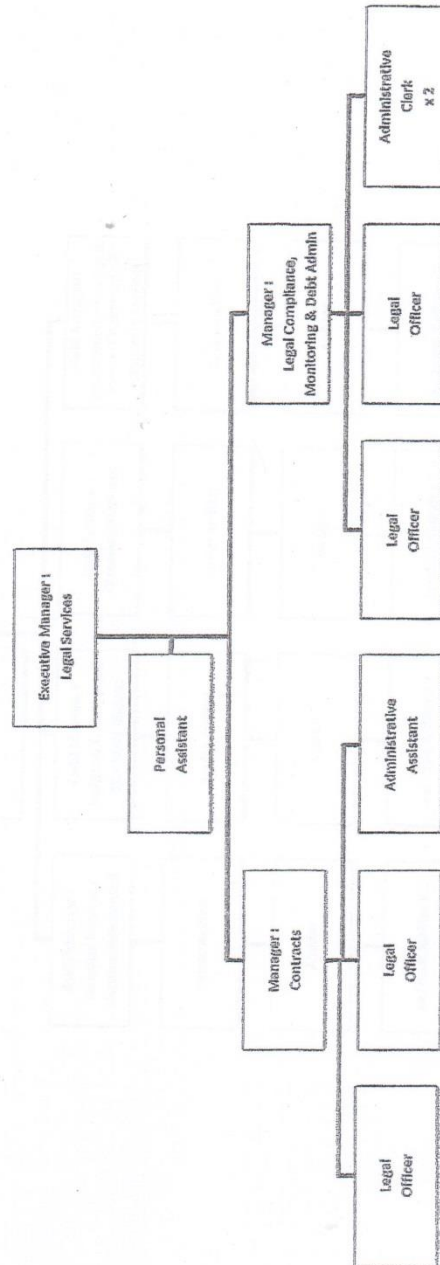 Executive Manager :
Legal Services
Personal
Assistant
Manager :
Contracts
Manager :
Legal Compliance,
Monitoring & Debt Admin
Legal
Officer
Legal
Officer
Administrative
Assistant
Legal
Officer
Legal
Officer
Administrative
Clerk
x 2